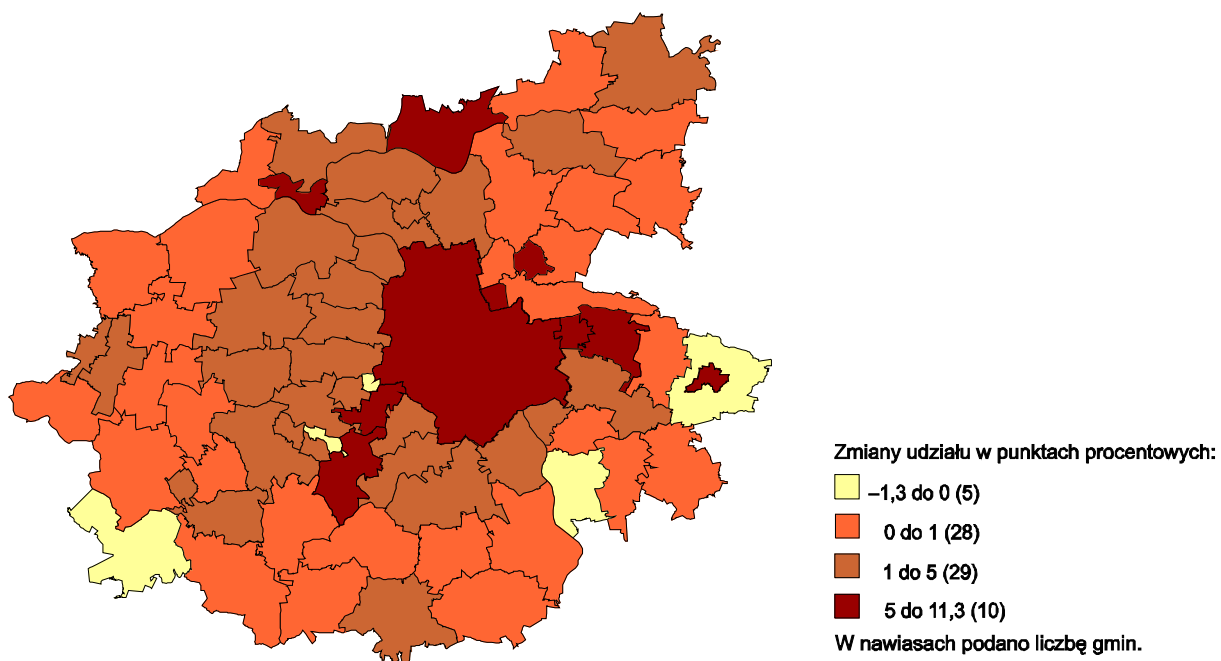 Zmiany udziału w punktach procentowych:
–1,3 do 0 (5)
0 do 1 (28)
1 do 5 (29)
5 do 11,3 (10)
W nawiasach podano liczbę gmin.